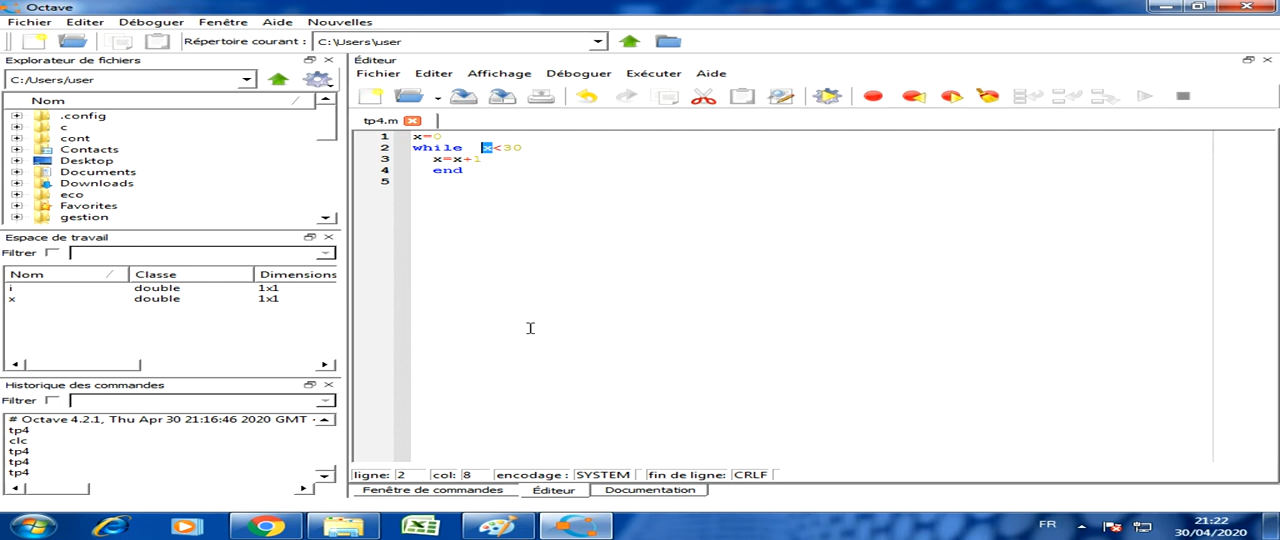 Octave
Fichier Editer Déboguer Fenêtre Aide Nouvelles
Répertoire courant : C:\Users\user
Explorateur de fichiers
C:/Users/user
Nom
.config
c
cont
Contacts
Desktop
Documents
Downloads
eco
Favorites
gestion
Espace de travail
Filtrer
Nom Classe Dimensions
i double 1x1
x double 1x1
Historique des commandes
Filtrer
# Octave 4.2.1, Thu Apr 30 21:16:46 2020 GMT
tp4
clc
tp4
tp4
tp4
Éditeur
Fichier Editer Affichage Déboguer Exécuter Aide
tp4.m
1 x=0
2 while x<30
3 x=x+1
4 end
5
ligne: 2 col: 8 encodage : SYSTEM fin de ligne: CRLF
Fenêtre de commandes Éditeur Documentation
FR 21:22
30/04/2020